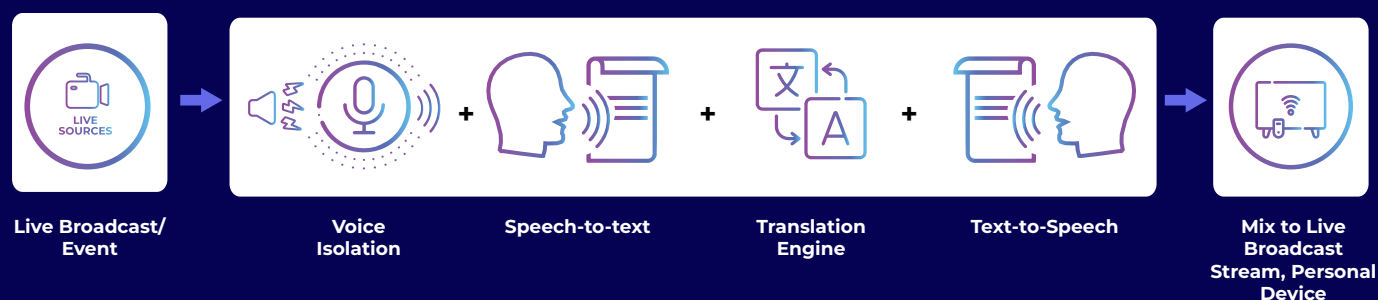 LIVE
SOURCES
+
文
A
+
+
Live Broadcast/
Event
Voice
Isolation
Speech-to-text
Translation
Engine
Text-to-Speech
Mix to Live
Broadcast
Stream, Personal
Device